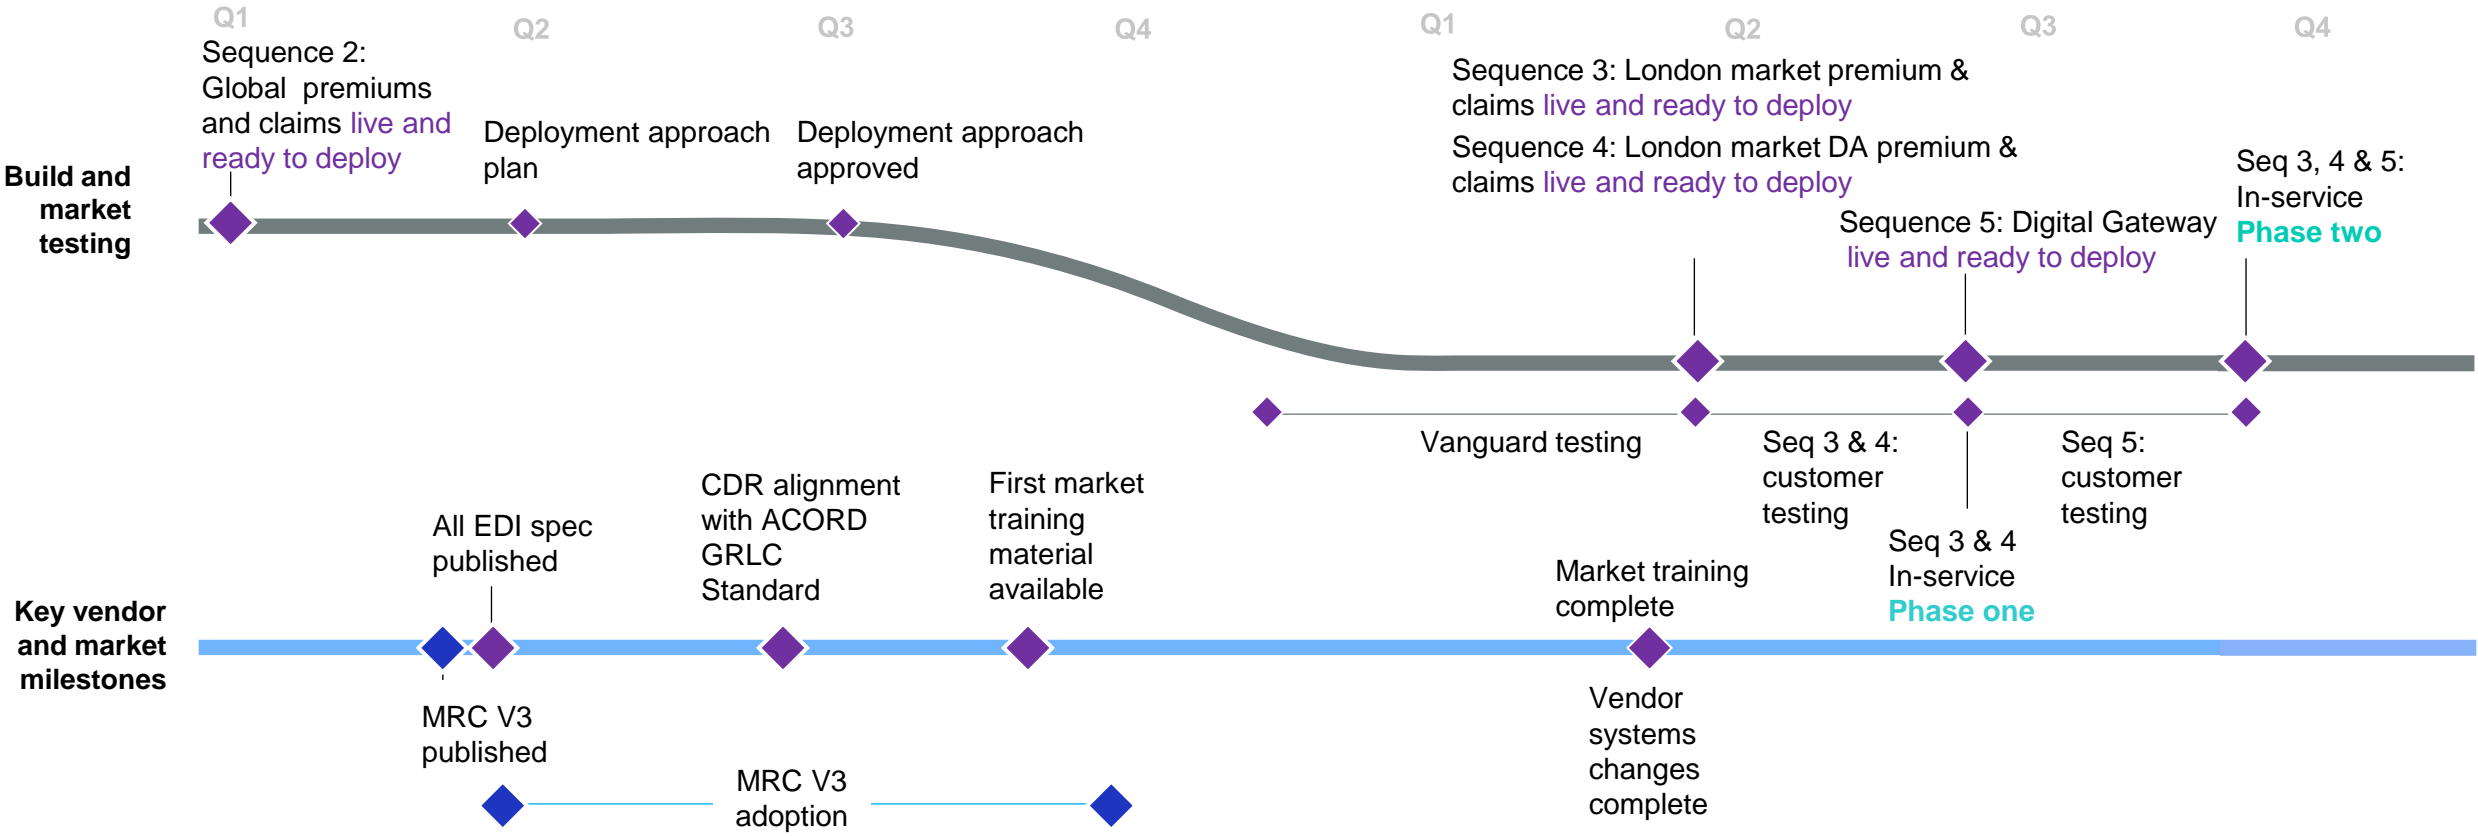 Q1
Q2
Q3
Q4
Q1
Q2
Q3
Q4
Sequence 2:
Global premiums
and claims live and
ready to deploy
Deployment approach
plan
Deployment approach
approved
Sequence 3: London market premium &
claims live and ready to deploy
Sequence 4: London market DA premium &
claims live and ready to deploy
Sequence 5: Digital Gateway
live and ready to deploy
Seq 3, 4 & 5:
In-service
Phase two
Build and
market
testing
Vanguard testing
Seq 3 & 4:
customer
testing
Seq 5:
customer
testing
Seq 3 & 4
In-service
Phase one
All EDI spec
published
CDR alignment
with ACORD
GRLC
Standard
First market
training
material
available
Market training
complete
Key vendor
and market
milestones
MRC V3
published
MRC V3
adoption
Vendor
systems
changes
complete